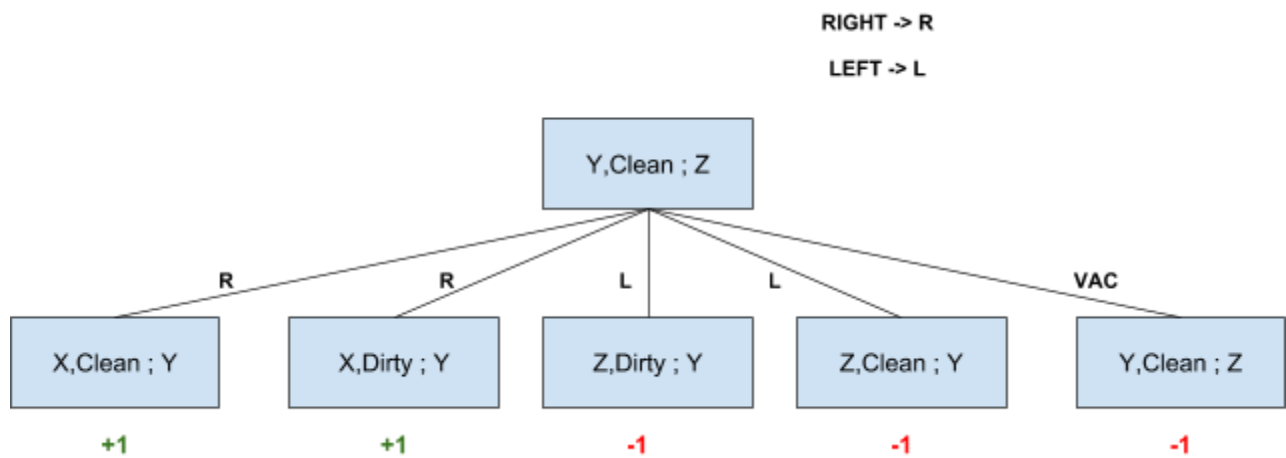 RIGHT -> R
LEFT -> L
Y,Clean ; Z
R
R
L
L
VAC
X,Clean ; Y
X,Dirty ; Y
Z,Dirty ; Y
Z,Clean ; Y
Y,Clean ; Z
+1
+1
-1
-1
-1